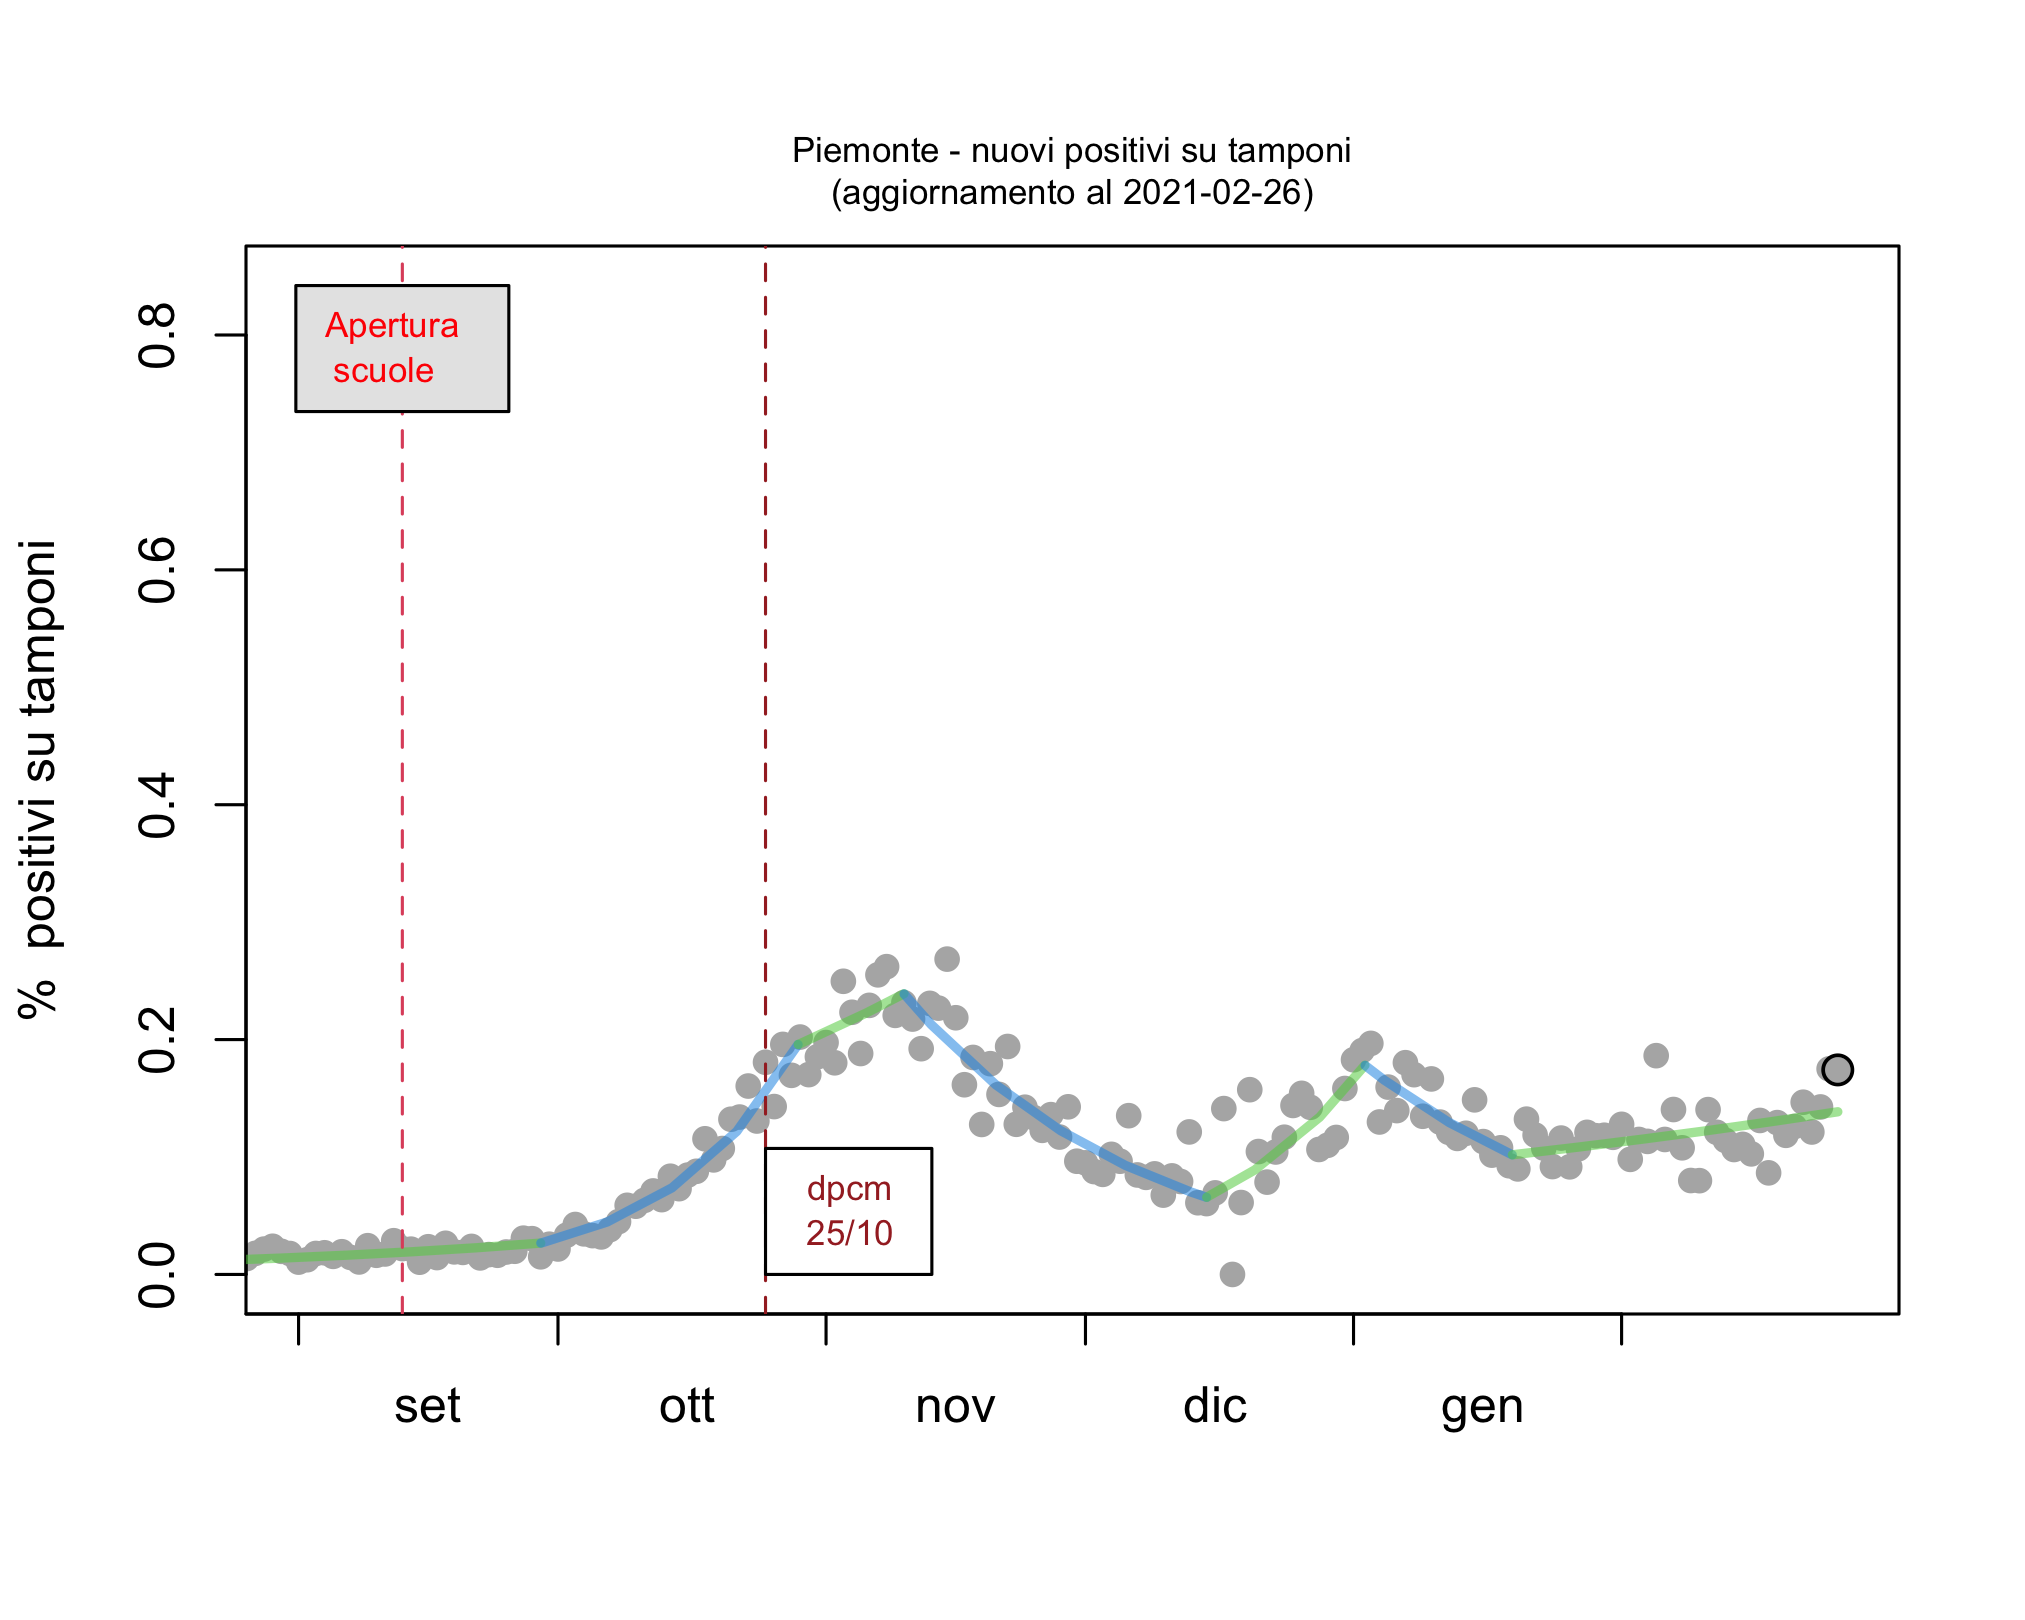 Piemonte - nuovi positivi su tamponi
(aggiornamento al 2021-02-26)
% positivi su tamponi
0.8
0.6
0.4
0.2
0.0
Apertura
scuole
dpcm
25/10
set
ott
nov
dic
gen